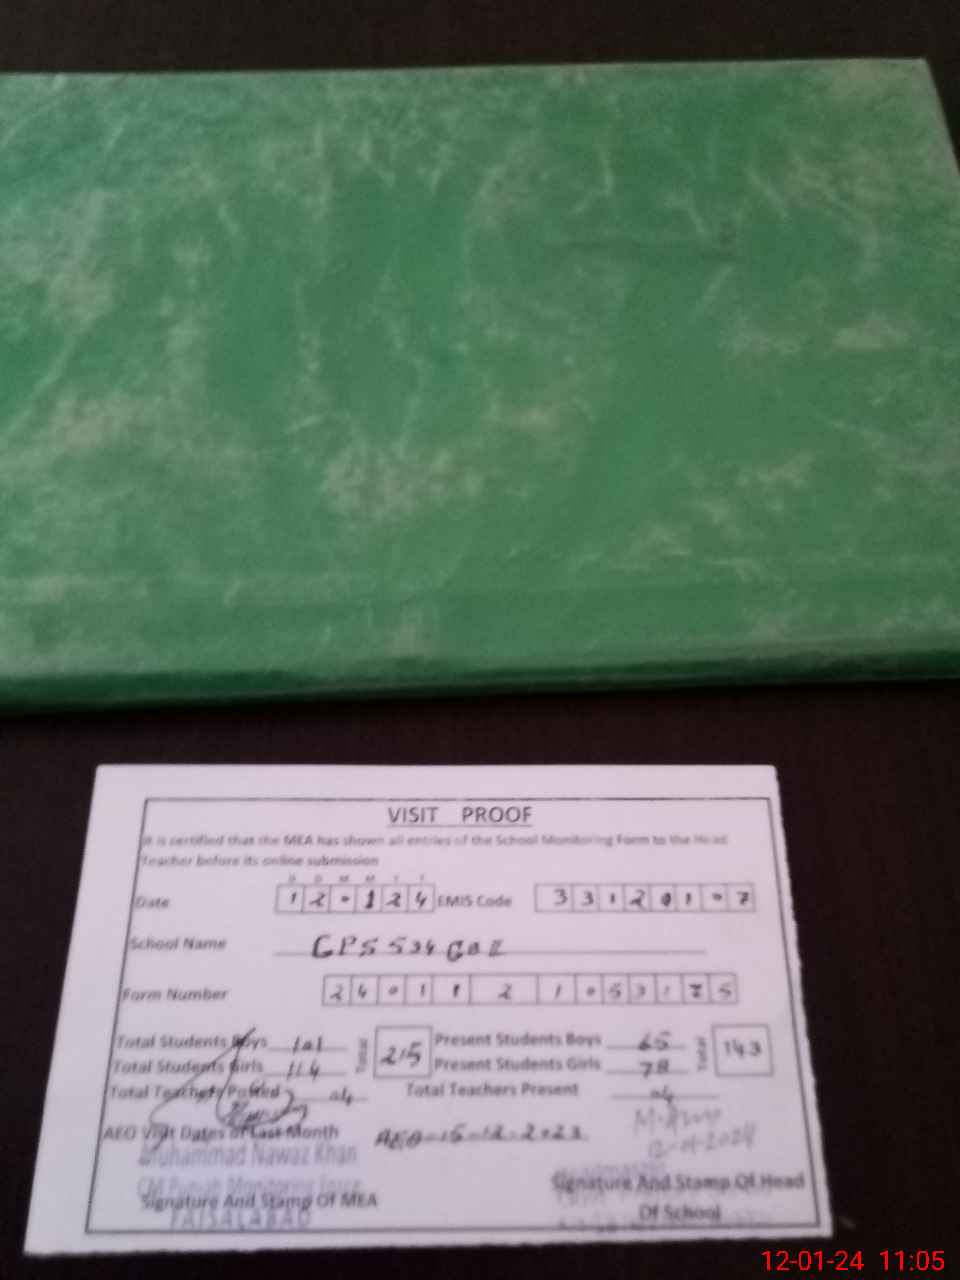 VISIT PROOF
It is certified that the MEA has shown all entries of the School Monitoring Form to the Head
Teacher before its online submission
D D M M Y Y
Date 1 2 0 1 2 4 EMIS Code 3 3 1 2 0 1 0 7
School Name GPS 534 GB
Form Number 2 4 0 1 1 2 1 0 5 3 1 2 5
Total Students Boys 101 Total 215 Present Students Boys 65 Total 143
Total Students Girls 114 Present Students Girls 78
Total Teacher Posted 04 Total Teachers Present 04
AEO Visit Dates of Last Month AEO-15-12-2023
12-01-2024
Muhammad Nawaz Khan
CM Punjab Monitoring Force
Signature And Stamp Of MEA
FAISALABAD
Signature And Stamp Of Head
Of School
12-01-24 11:05